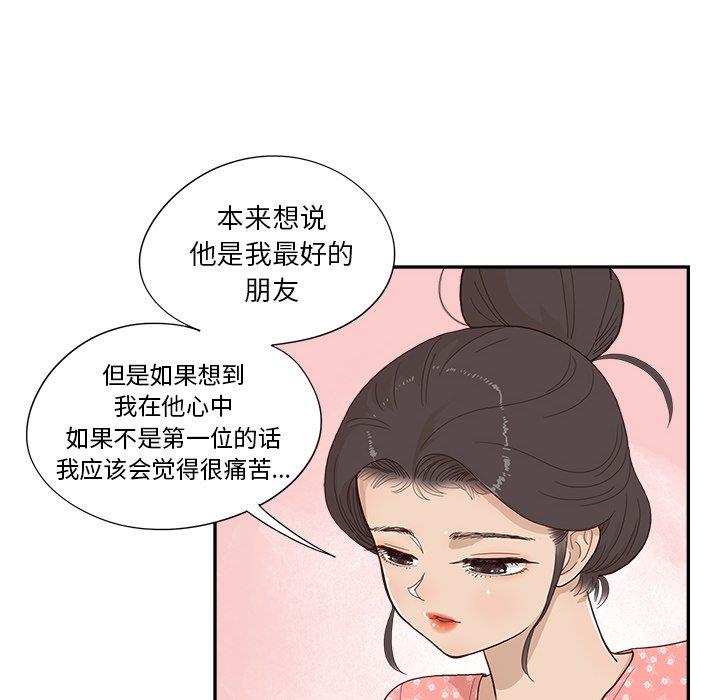 本来想说
他是我最好的
朋友
但是如果想到
我在他心中
如果不是第一位的话
我应该会觉得很痛苦...